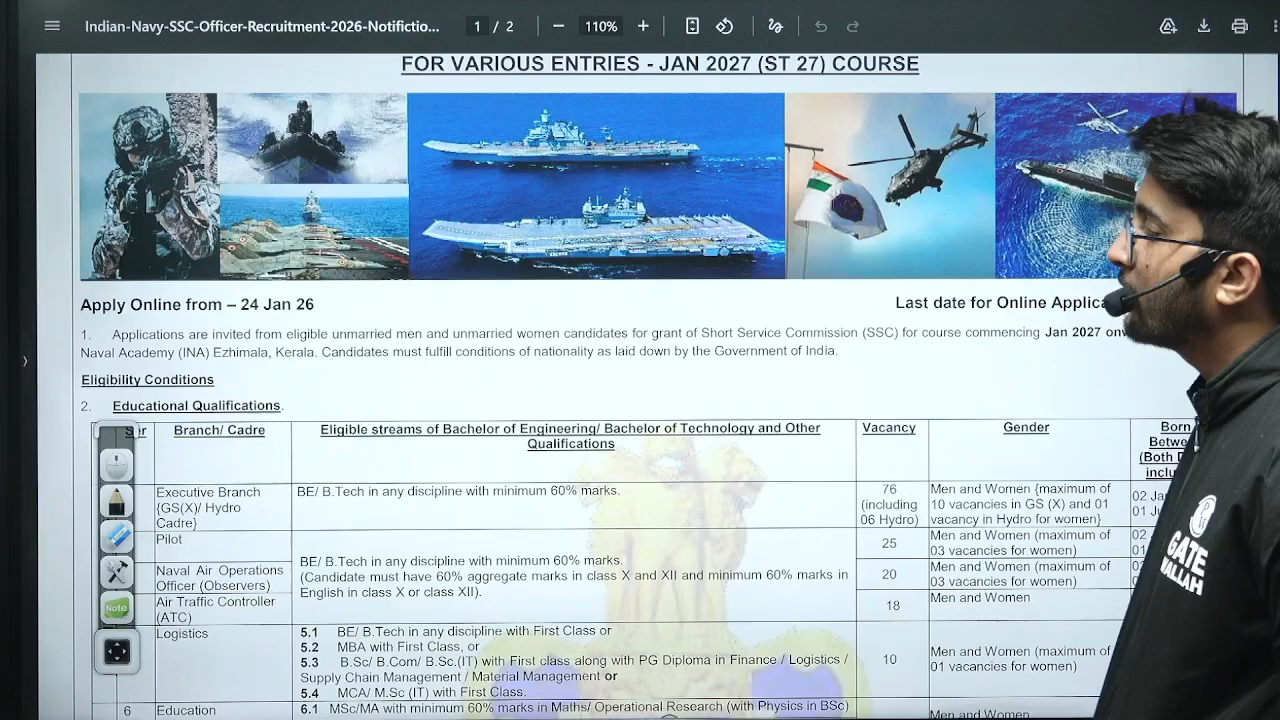 Indian-Navy-SSC-Officer-Recruitment-2026-Notifictio... 1 / 2 110%
FOR VARIOUS ENTRIES - JAN 2027 (ST 27) COURSE
Apply Online from – 24 Jan 26 Last date for Online Applica
1. Applications are invited from eligible unmarried men and unmarried women candidates for grant of Short Service Commission (SSC) for course commencing Jan 2027
Naval Academy (INA) Ezhimala, Kerala. Candidates must fulfill conditions of nationality as laid down by the Government of India.
Eligibility Conditions
2. Educational Qualifications.
Branch/ Cadre
Eligible streams of Bachelor of Engineering/ Bachelor of Technology and Other
Qualifications
Vacancy
Gender
Born
Betwe
(Both D
inclu
Executive Branch
{GS(X)/ Hydro
Cadre}
BE/ B.Tech in any discipline with minimum 60% marks.
76
(including
06 Hydro)
Men and Women {maximum of
10 vacancies in GS (X) and 01
vacancy in Hydro for women}
02 Ja
01 Ju
Pilot
BE/ B.Tech in any discipline with minimum 60% marks.
(Candidate must have 60% aggregate marks in class X and XII and minimum 60% marks in
English in class X or class XII).
25
Men and Women (maximum of
03 vacancies for women)
02
01
Naval Air Operations
Officer (Observers)
20
Men and Women (maximum of
03 vacancies for women)
Air Traffic Controller
(ATC)
18
Men and Women
Logistics
5.1 BE/ B.Tech in any discipline with First Class or
5.2 MBA with First Class, or
5.3 B.Sc/ B.Com/ B.Sc.(IT) with First class along with PG Diploma in Finance / Logistics /
Supply Chain Management / Material Management or
5.4 MCA/ M.Sc (IT) with First Class.
10
Men and Women (maximum of
01 vacancies for women)
6
Education
6.1 MSc/MA with minimum 60% marks in Maths/ Operational Research (with Physics in BSc)
Men and Women
Note
GATE
WALLAH